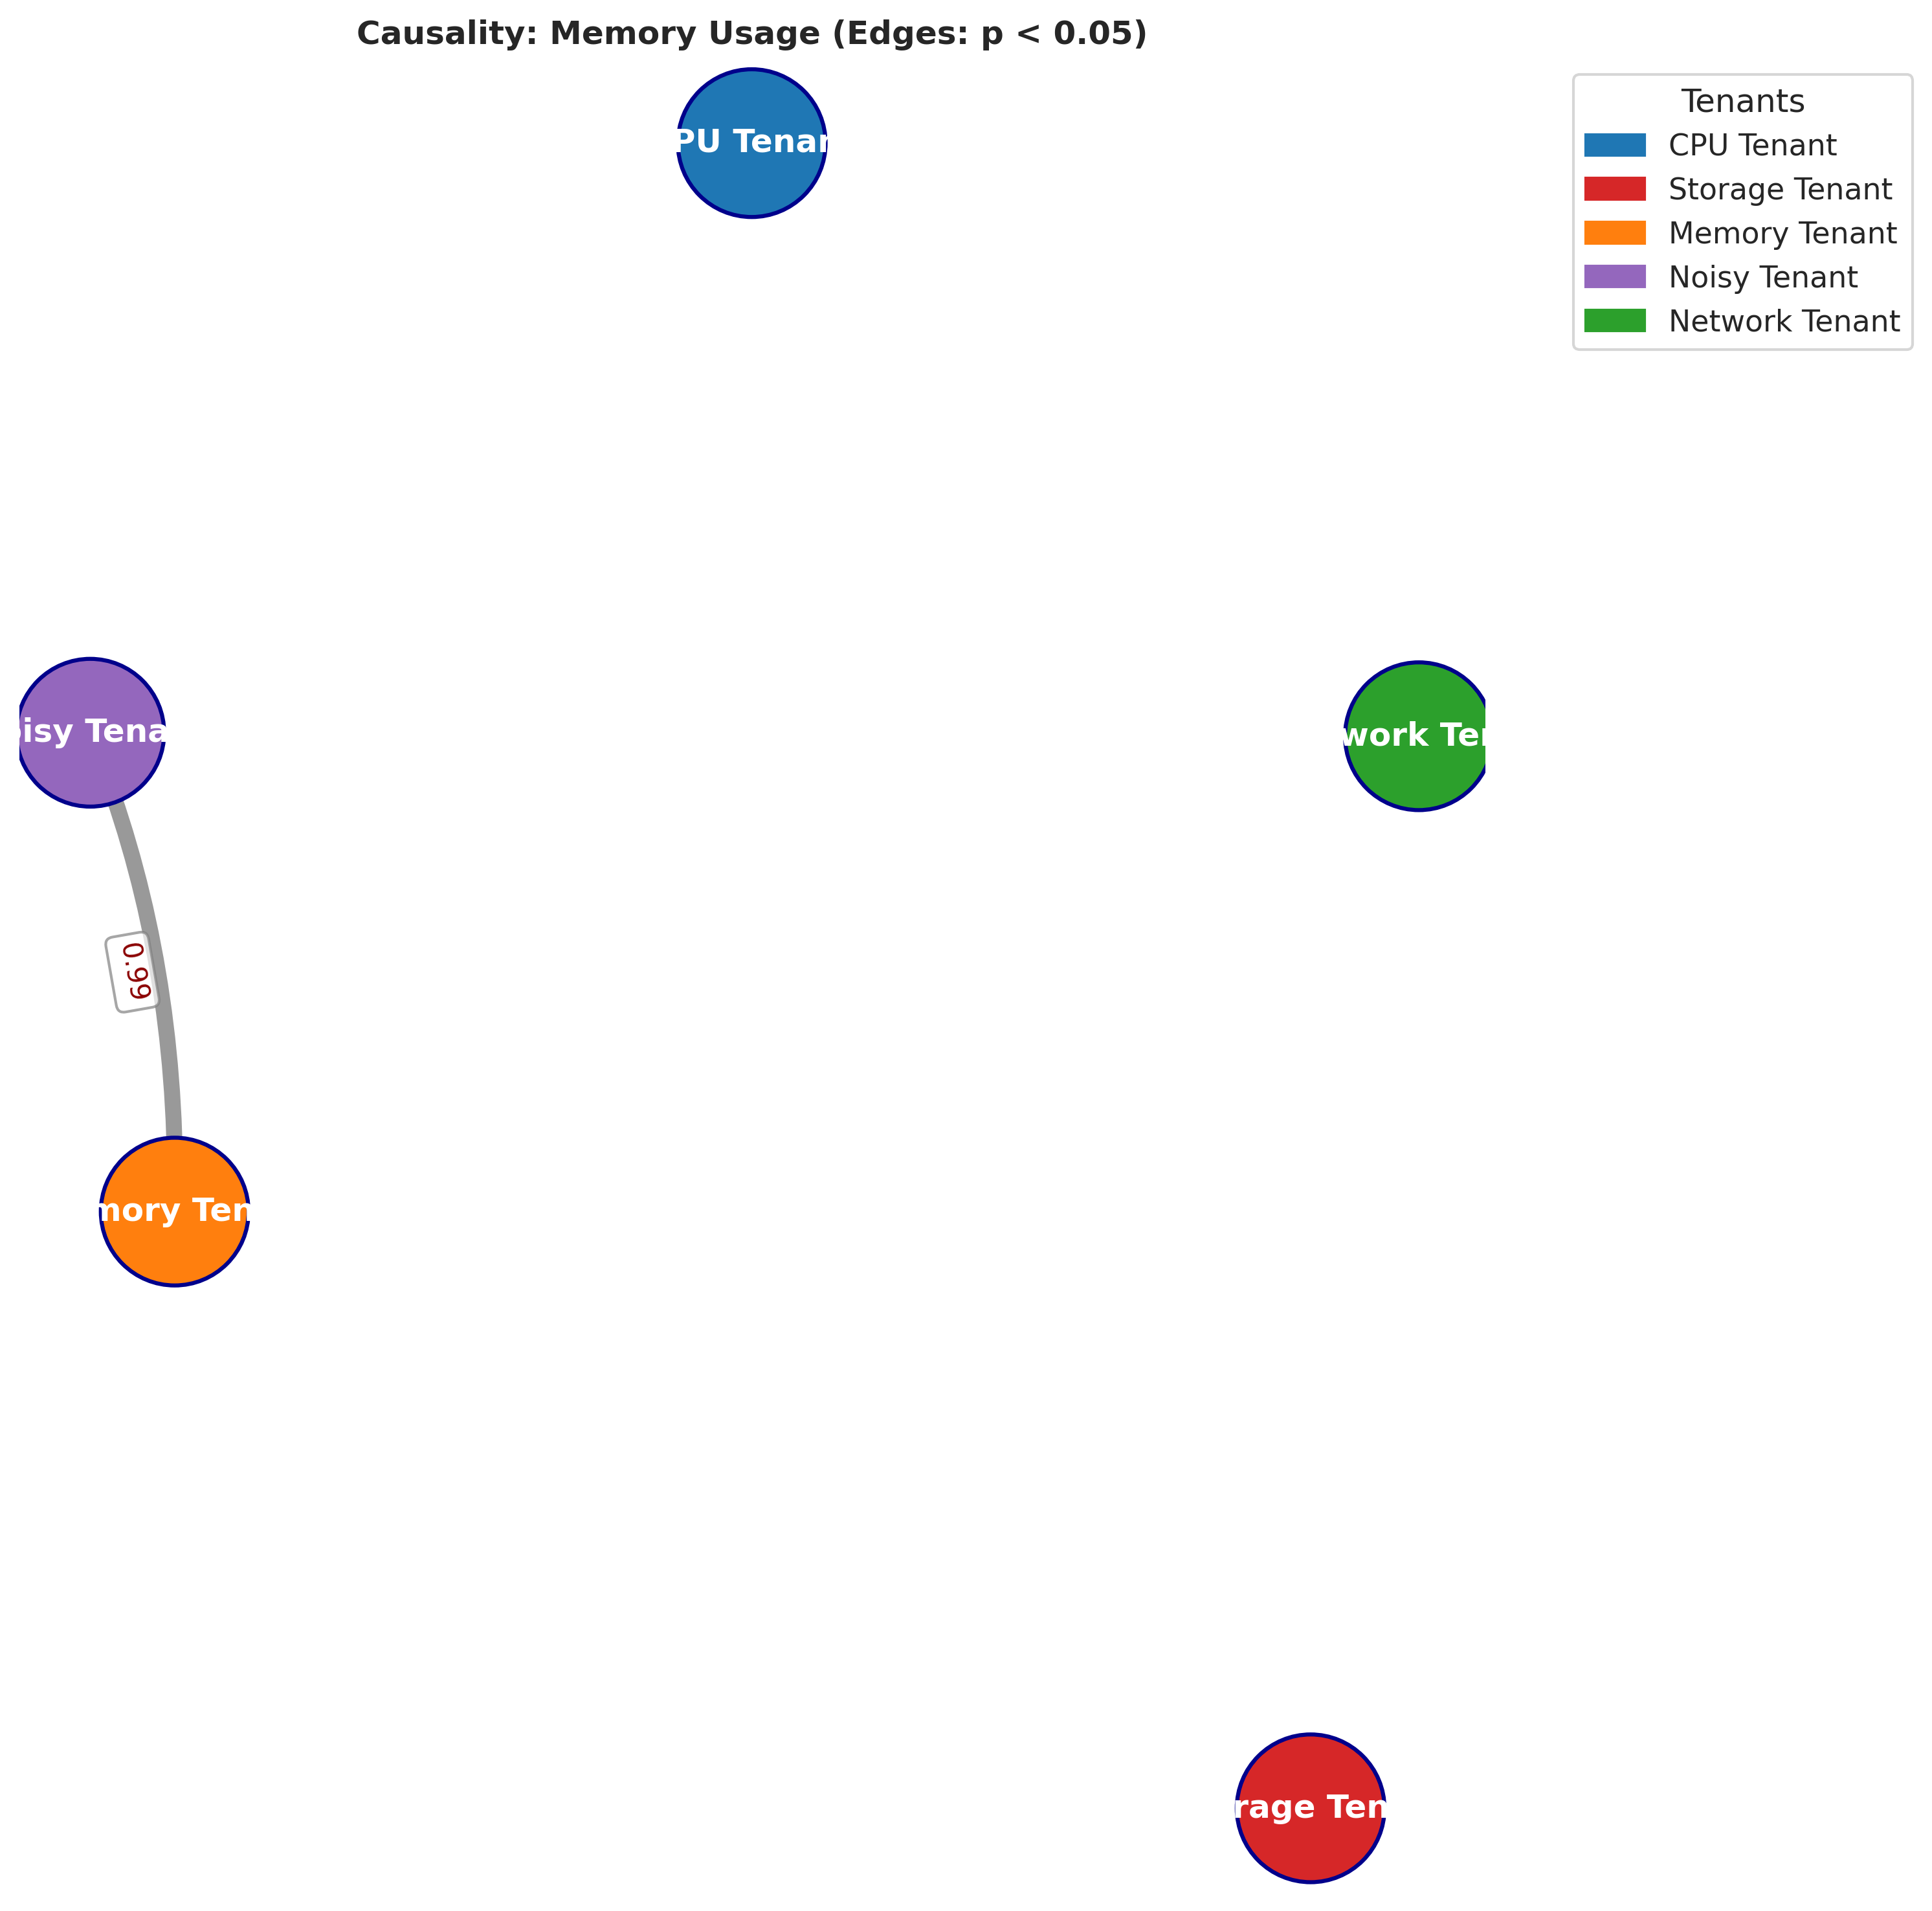 Causality: Memory Usage (Edges: p < 0.05)
PU Tenan
Tenants
CPU Tenant
Storage Tenant
Memory Tenant
Noisy Tenant
Network Tenant
oisy Tena
work Ten
0.99
mory Ten
rage Ten